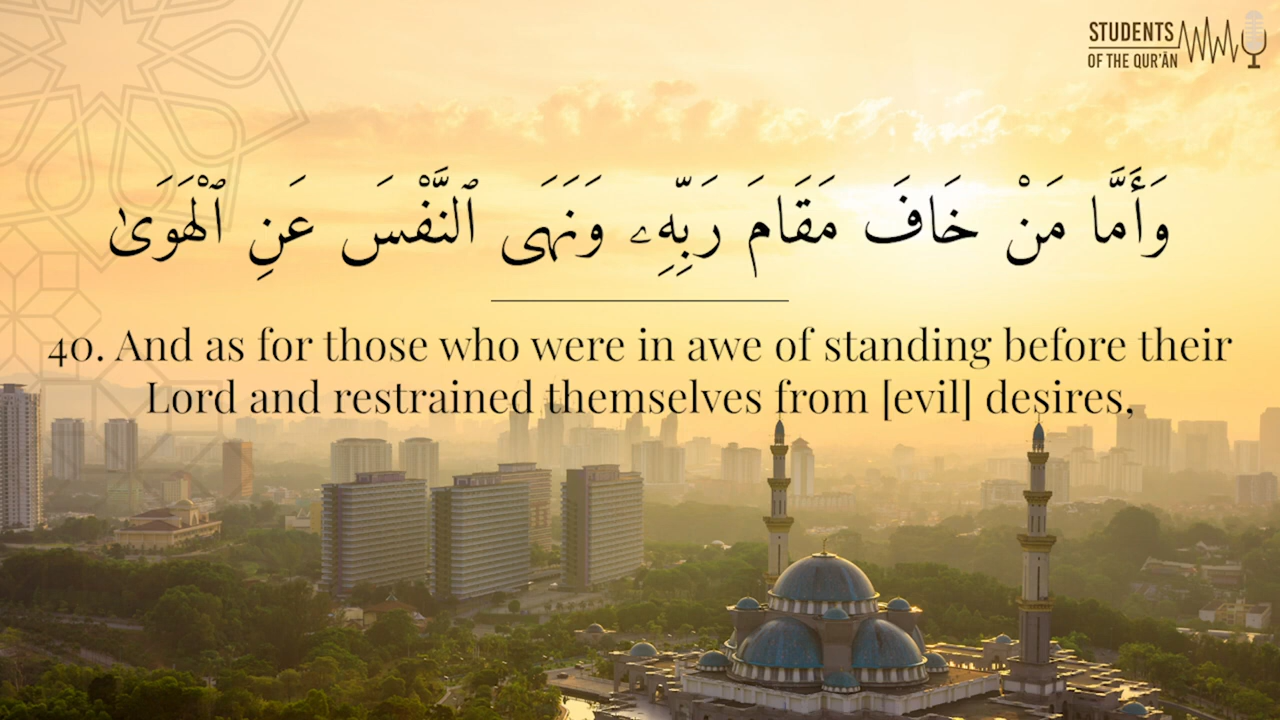 STUDENTS
OF THE QUR'ĀN
وَأَمَّا مَنْ خَافَ مَقَامَ رَبِّهِۦ وَنَهَى ٱلنَّفْسَ عَنِ ٱلْهَوَىٰ
40. And as for those who were in awe of standing before their
Lord and restrained themselves from [evil] desires,